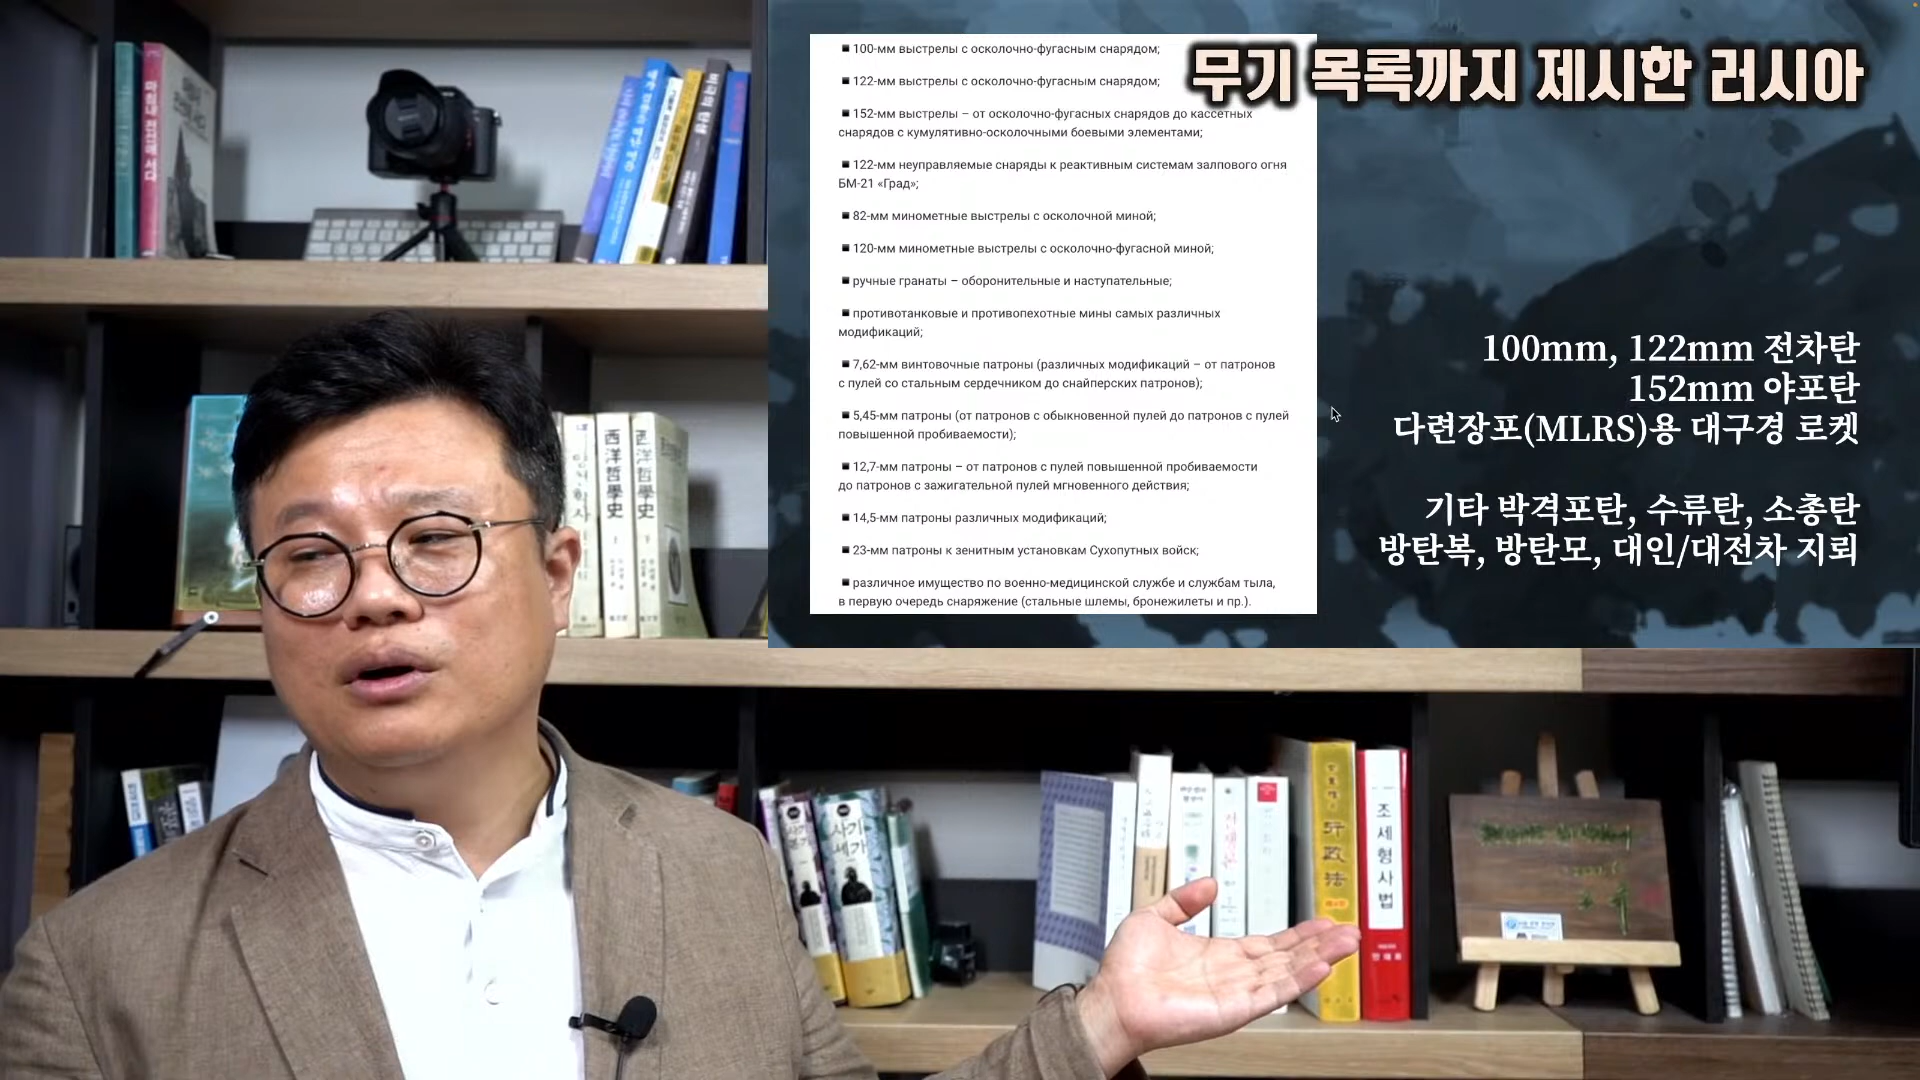 무기 목록까지 제시한 러시아
■ 100-мм выстрелы с осколочно-фугасным снарядом;
■ 122-мм выстрелы с осколочно-фугасным снарядом;
■ 152-мм выстрелы – от осколочно-фугасных снарядов до кассетных
снарядов с кумулятивно-осколочными боевыми элементами;
■ 122-мм неуправляемые снаряды к реактивным системам залпового огня
БМ-21 «Град»;
■ 82-мм минометные выстрелы с осколочной миной;
■ 120-мм минометные выстрелы с осколочно-фугасной миной;
■ ручные гранаты – оборонительные и наступательные;
■ противотанковые и противопехотные мины самых различных
модификаций;
■ 7,62-мм винтовочные патроны (различных модификаций – от патронов
с пулей со стальным сердечником до снайперских патронов);
■ 5,45-мм патроны (от патронов с обыкновенной пулей до патронов с пулей
повышенной пробиваемости);
■ 12,7-мм патроны – от патронов с пулей повышенной пробиваемости
до патронов с зажигательной пулей мгновенного действия;
■ 14,5-мм патроны различных модификаций;
■ 23-мм патроны к зенитным установкам Сухопутных войск;
■ различное имущество по военно-медицинской службе и службам тыла,
в первую очередь снаряжение (стальные шлемы, бронежилеты и пр.).
100mm, 122mm 전차탄
152mm 야포탄
다련장포(MLRS)용 대구경 로켓
기타 박격포탄, 수류탄, 소총탄
방탄복, 방탄모, 대인/대전차 지뢰
西洋哲學史
西洋哲學史
사기
세가
行政法
조세형사법